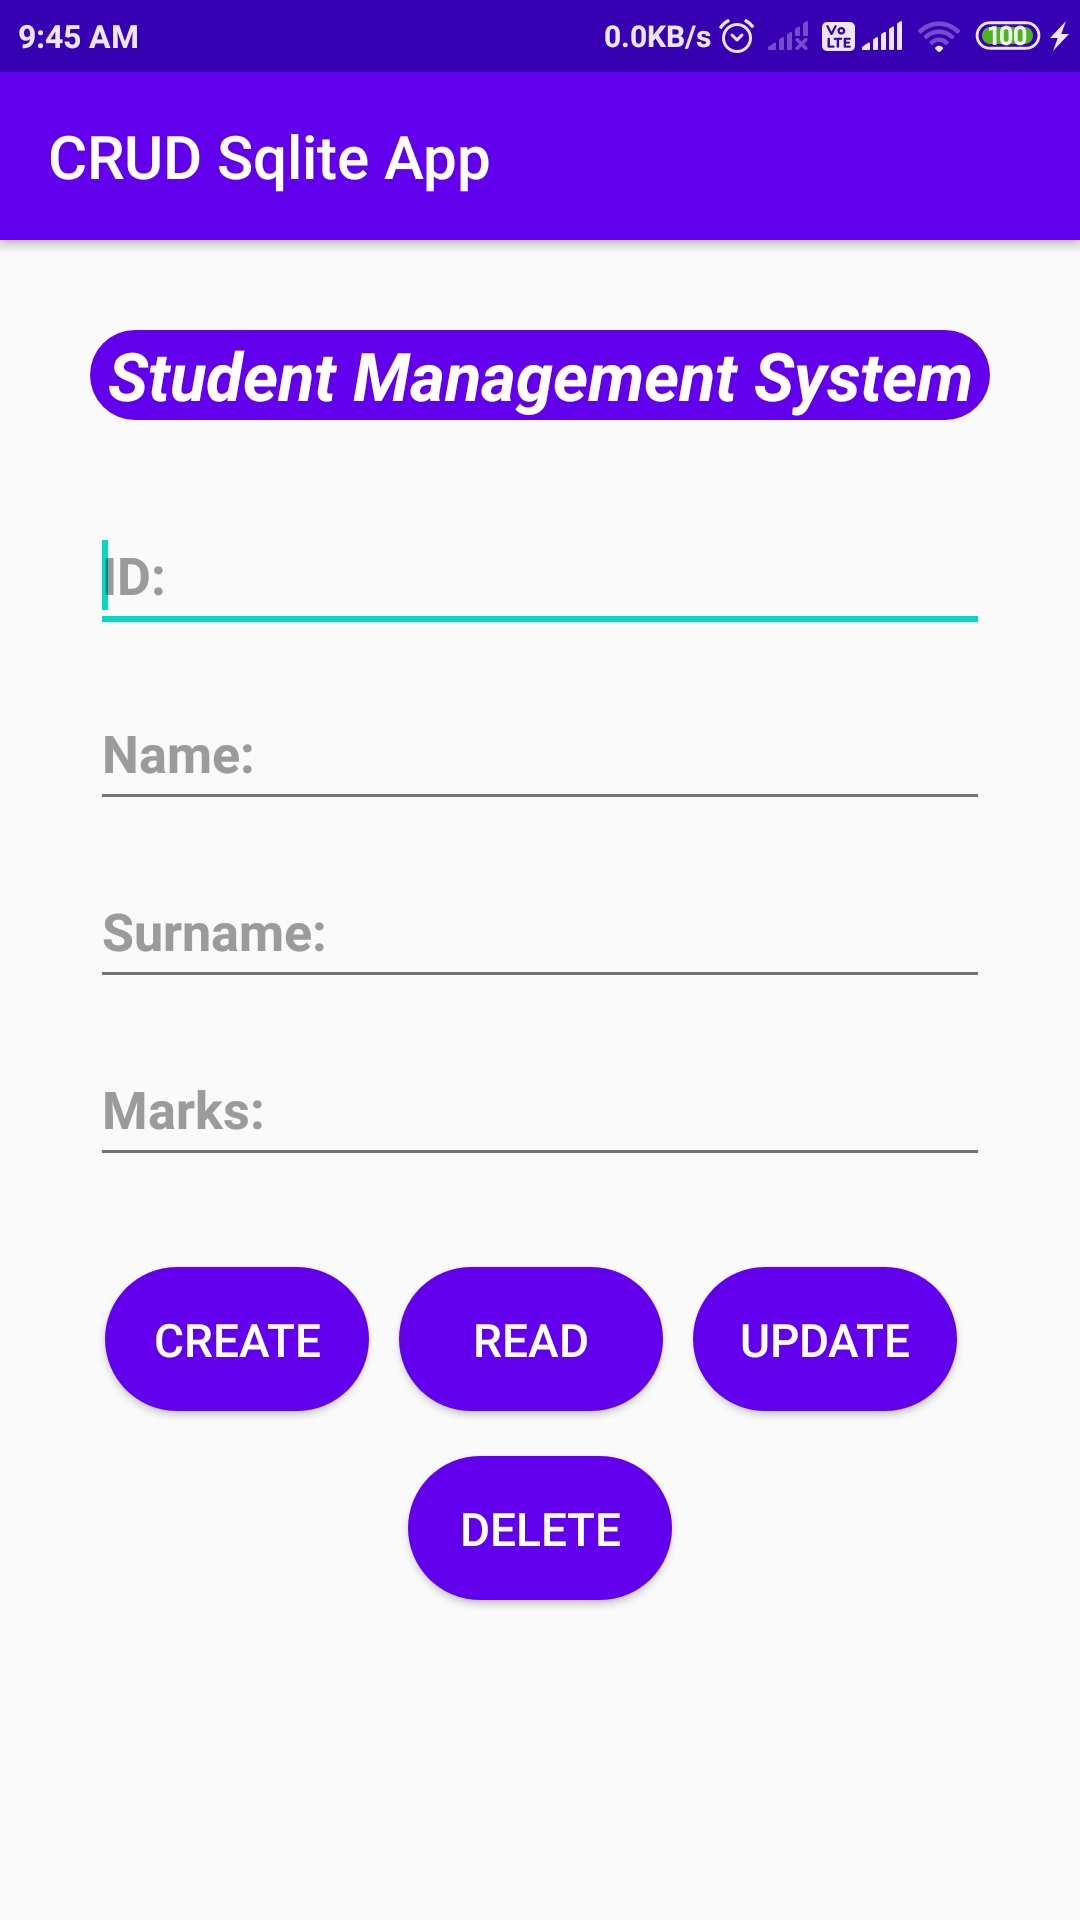 9:45 AM 0.0KB/s Vo LTE 100
CRUD Sqlite App
Student Management System
ID:
Name:
Surname:
Marks:
CREATE READ UPDATE
DELETE